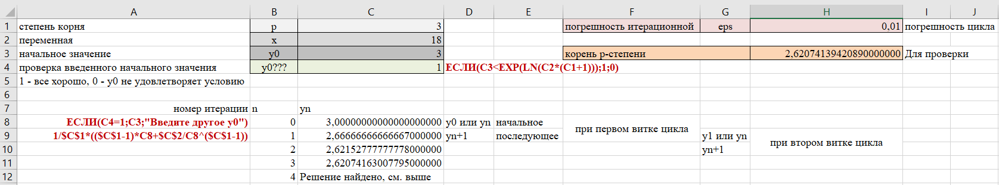 A B C D E F G H I J
1 степень корня p 3 погрешность итерационной eps 0,01 погрешность цикла
2 переменная x 18
3 начальное значение y0 3 корень p-степени 2,62074139420890000000 Для проверки
4 проверка введенного начального значения y0??? 1 ЕСЛИ(C3<EXP(LN(C2*(C1+1)));1;0)
5 1 - все хорошо, 0 - y0 не удовлетворяет условию
6
7 номер итерации n yn
8 ЕСЛИ(C4=1;C3;"Введите другое y0") 0 3,00000000000000000000 y0 или yn начальное
при первом витке цикла
9 1/$C$1*(($C$1-1)*C8+$C$2/C8^($C$1-1)) 1 2,66666666666667000000 yn+1 последующее y1 или yn
при втором витке цикла
10 2 2,62152777777778000000 yn+1
11 3 2,62074163007795000000
12 4 Решение найдено, см. выше